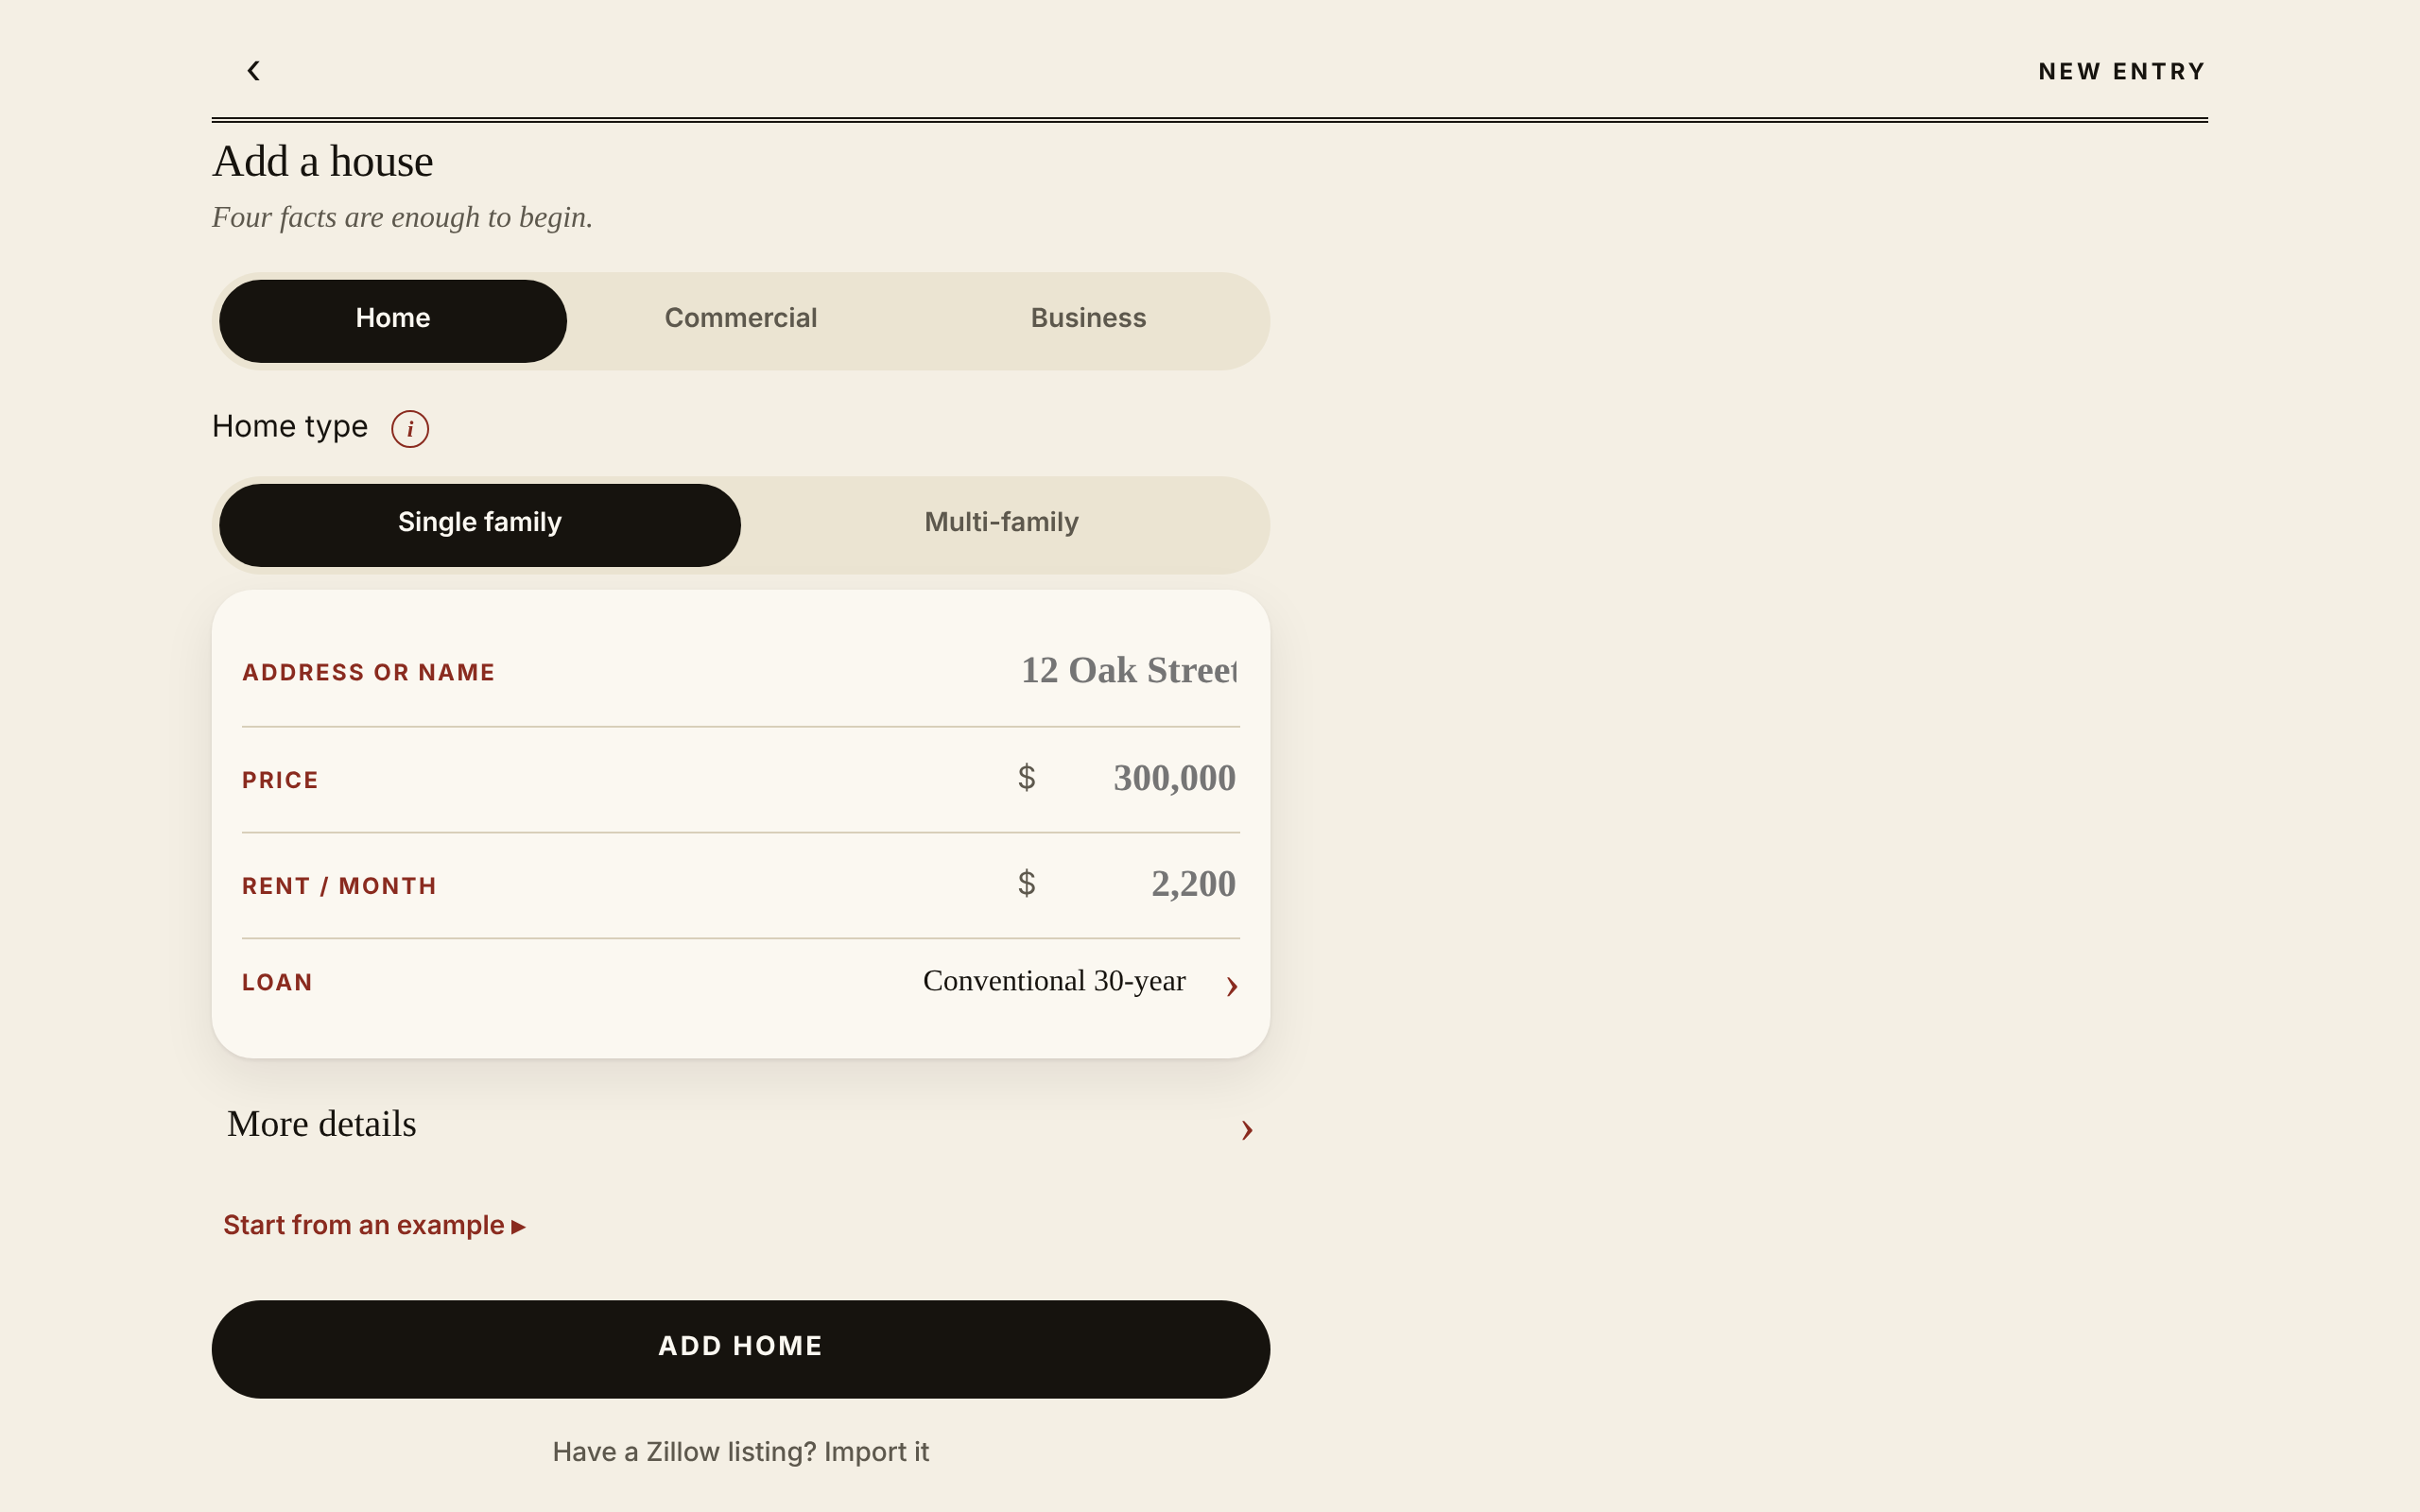 ‹ NEW ENTRY
Add a house
Four facts are enough to begin.
Home Commercial Business
Home type i
Single family Multi-family
ADDRESS OR NAME 12 Oak Street
PRICE $ 300,000
RENT / MONTH $ 2,200
LOAN Conventional 30-year ›
More details ›
Start from an example ▸
ADD HOME
Have a Zillow listing? Import it